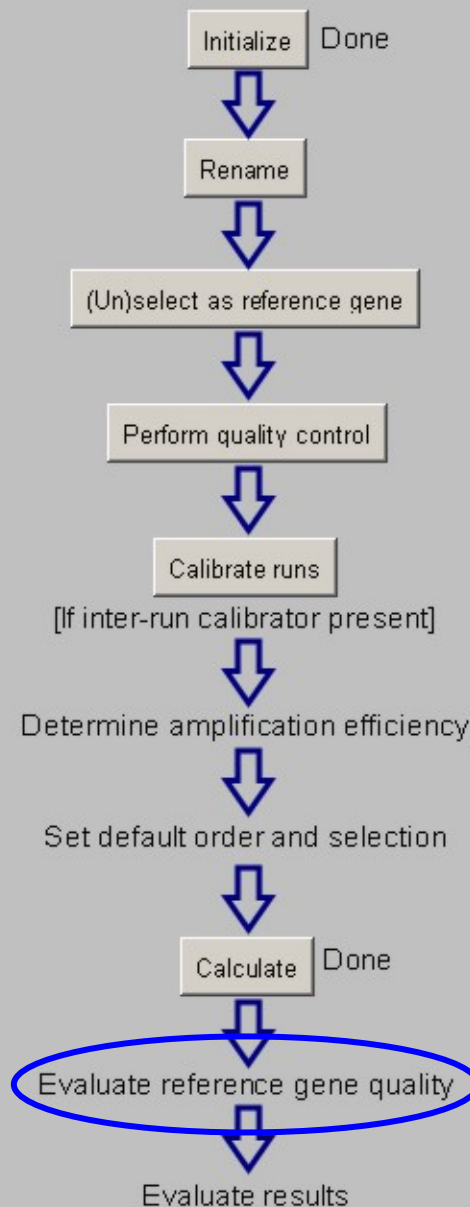 Initialize Done
Rename
(Un)select as reference gene
Perform quality control
Calibrate runs
[If inter-run calibrator present]
Determine amplification efficiency
Set default order and selection
Calculate Done
Evaluate reference gene quality
Evaluate results